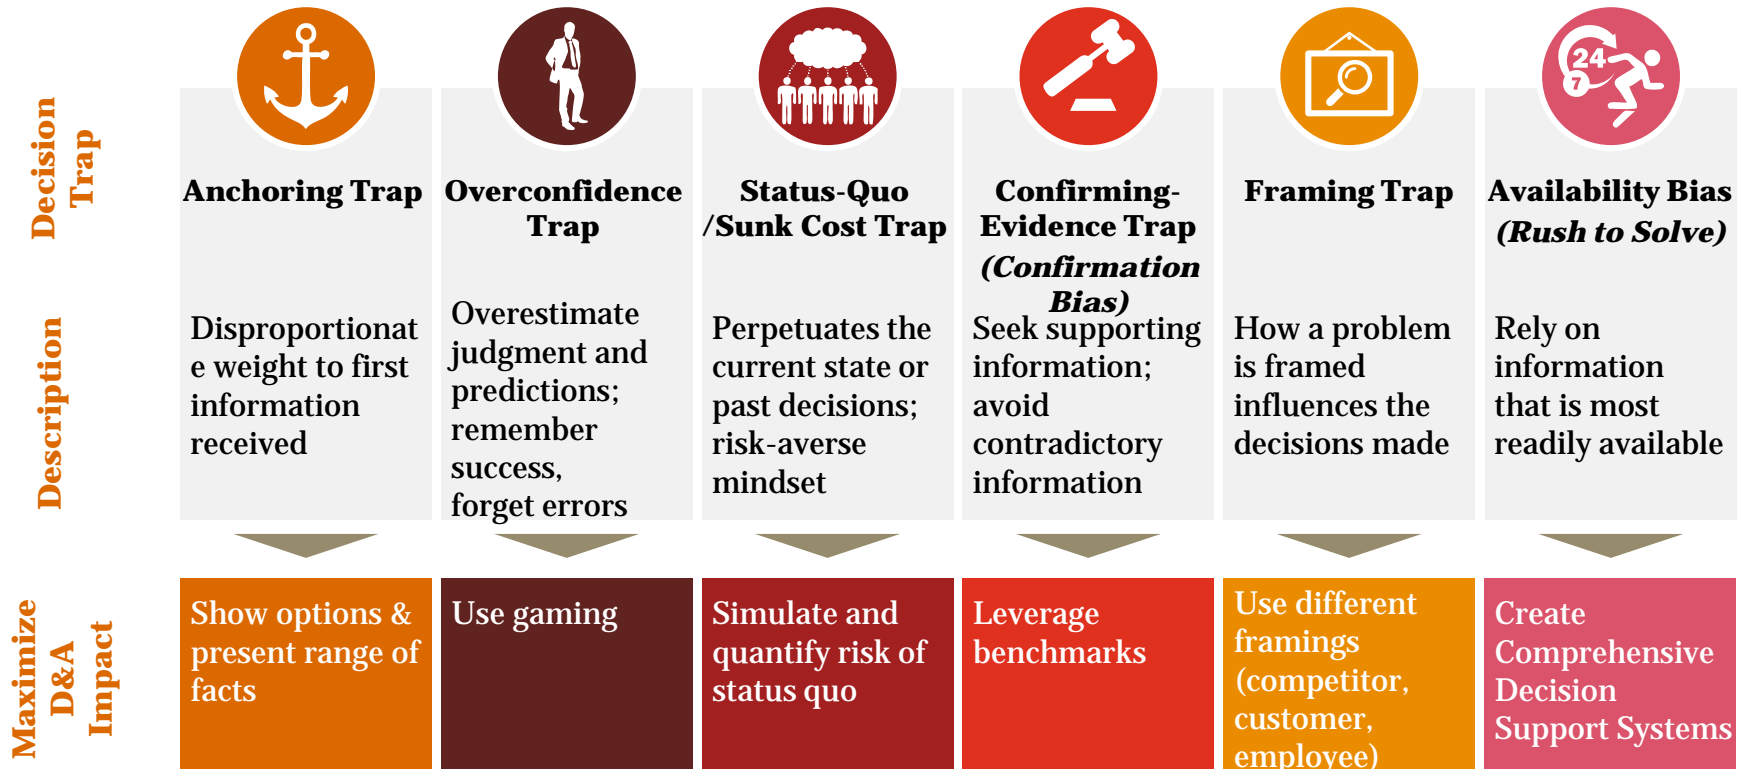 Decision
Trap
24
7
Anchoring Trap
Overconfidence
Trap
Status-Quo
/Sunk Cost Trap
Confirming-
Evidence Trap
(Confirmation
Bias)
Framing Trap
Availability Bias
(Rush to Solve)
Description
Disproportionat
e weight to first
information
received
Overestimate
judgment and
predictions;
remember
success,
forget errors
Perpetuates the
current state or
past decisions;
risk-averse
mindset
Seek supporting
information;
avoid
contradictory
information
How a problem
is framed
influences the
decisions made
Rely on
information
that is most
readily available
Maximize
D&A
Impact
Show options &
present range of
facts
Use gaming
Simulate and
quantify risk of
status quo
Leverage
benchmarks
Use different
framings
(competitor,
customer,
employee)
Create
Comprehensive
Decision
Support Systems